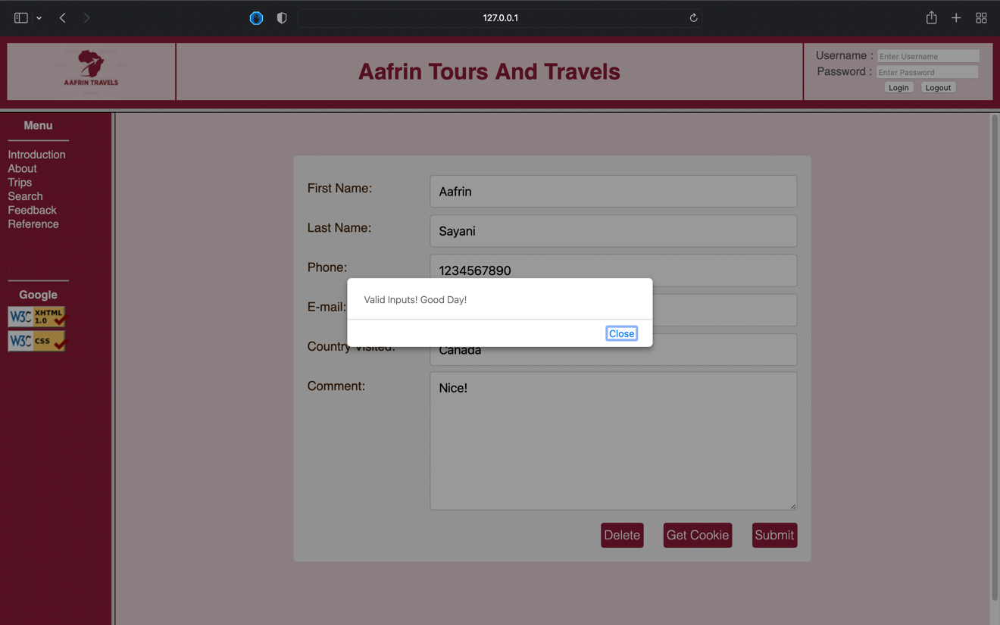 127.0.0.1
AAFRIN TRAVELS
Aafrin Tours And Travels
Username : Enter Username
Password : Enter Password
Login Logout
Menu
Introduction
About
Trips
Search
Feedback
Reference
Google
W3C XHTML 1.0
W3C CSS
First Name: Aafrin
Last Name: Sayani
Phone: 1234567890
Valid Inputs! Good Day!
Close
E-mail:
Country Visited: Canada
Comment: Nice!
Delete Get Cookie Submit